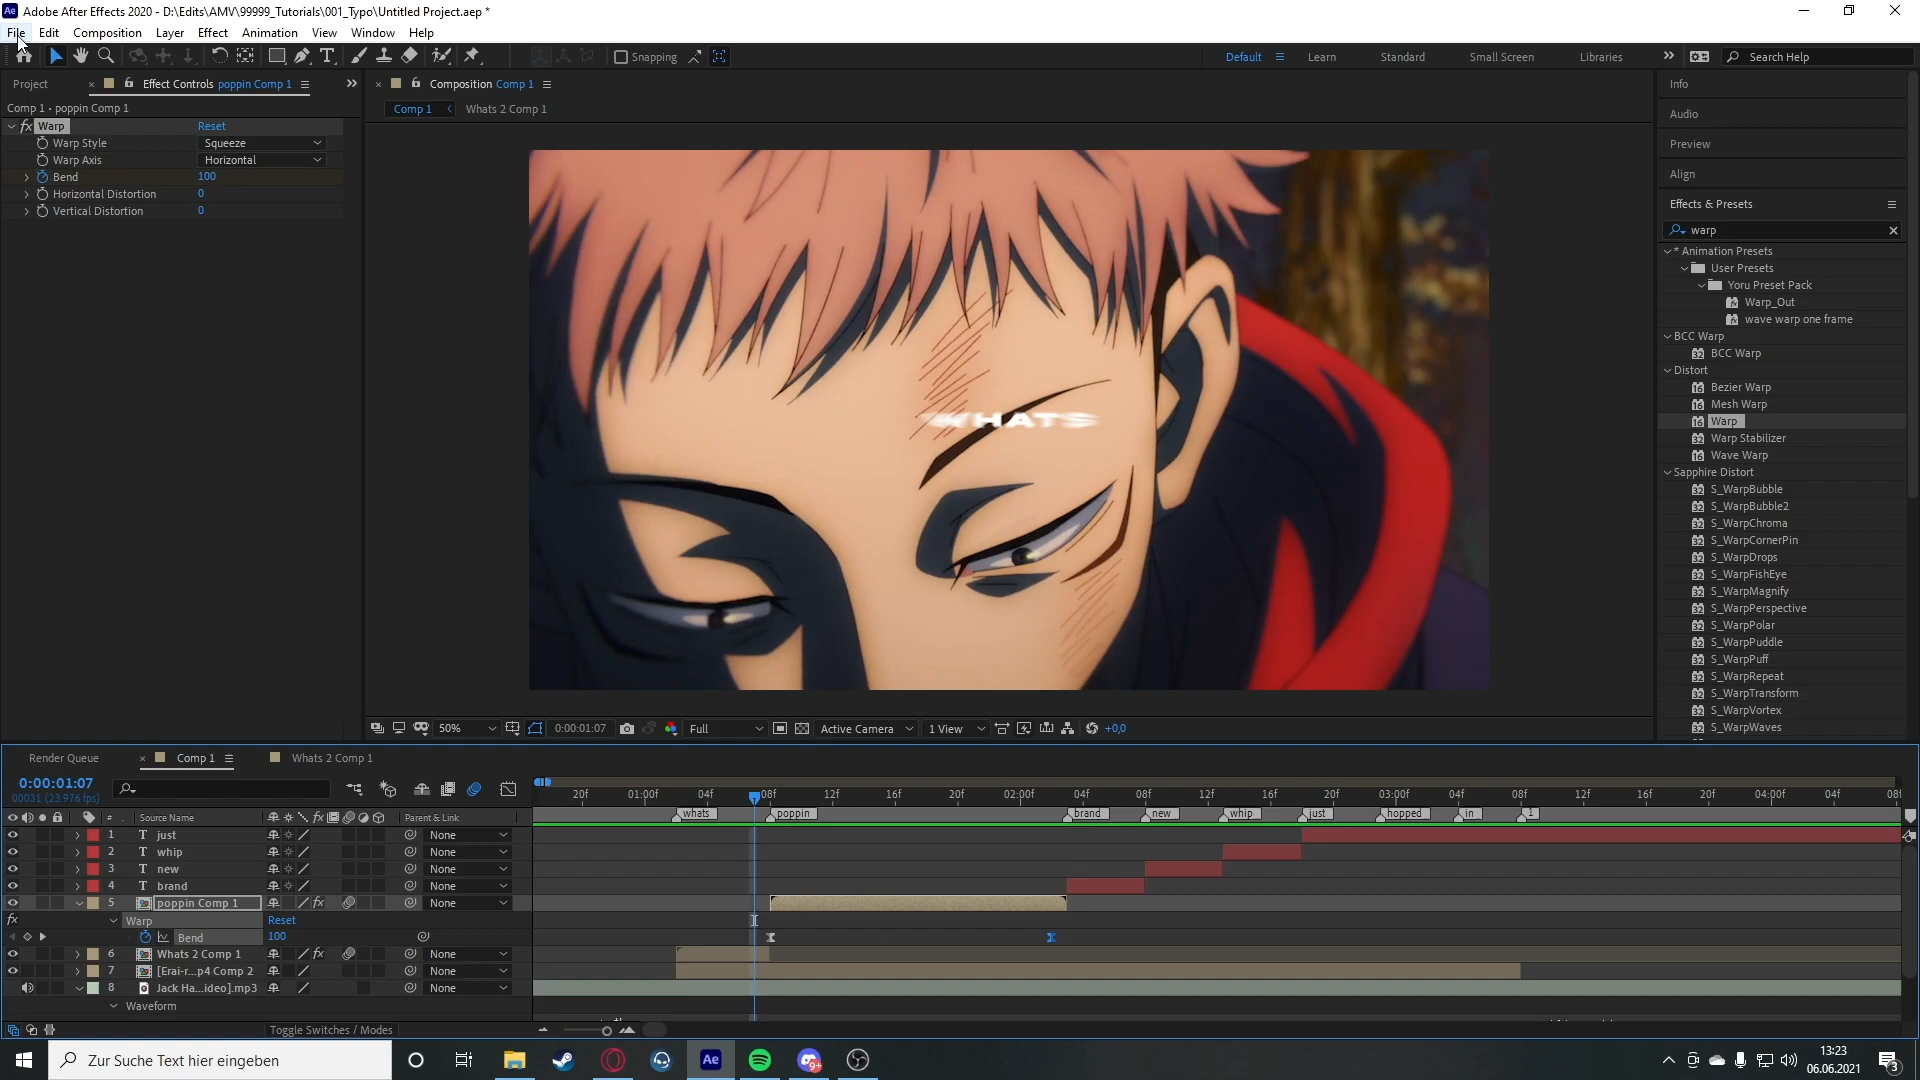 Adobe After Effects 2020 - D:\Edits\AMV\99999_Tutorials\001_Typo\Untitled Project.aep *
File Edit Composition Layer Effect Animation View Window Help
Snapping
Default Learn Standard Small Screen Libraries Search Help
Project Effect Controls poppin Comp 1
Comp 1 • poppin Comp 1
fx Warp Reset
Warp Style Squeeze
Warp Axis Horizontal
Bend 100
Horizontal Distortion 0
Vertical Distortion 0
Composition Comp 1
Comp 1 Whats 2 Comp 1
WHATS
50% 0:00:01:07 Full Active Camera 1 View +0,0
Info
Audio
Preview
Align
Effects & Presets
warp
* Animation Presets
User Presets
Yoru Preset Pack
Warp_Out
wave warp one frame
BCC Warp
BCC Warp
Distort
Bezier Warp
Mesh Warp
Warp
Warp Stabilizer
Wave Warp
Sapphire Distort
S_WarpBubble
S_WarpBubble2
S_WarpChroma
S_WarpCornerPin
S_WarpDrops
S_WarpFishEye
S_WarpMagnify
S_WarpPerspective
S_WarpPolar
S_WarpPuddle
S_WarpPuff
S_WarpRepeat
S_WarpTransform
S_WarpVortex
S_WarpWaves
Render Queue Comp 1 Whats 2 Comp 1
0:00:01:07
00031 (23.976 fps)
20f 01:00f 04f 08f 12f 16f 20f 02:00f 04f 08f 12f 16f 20f 03:00f 04f 08f 12f 16f 20f 04:00f 04f 08f
# Source Name Parent & Link
whats poppin brand new whip just hopped in 1
1 T just None
2 T whip None
3 T new None
4 T brand None
5 poppin Comp 1 fx None
fx Warp Reset
Bend 100
6 Whats 2 Comp 1 fx None
7 [Erai-r...p4 Comp 2 None
8 Jack Ha...ideo].mp3 None
Waveform
Toggle Switches / Modes
Zur Suche Text hier eingeben
Ae
9+
13:23
06.06.2021
3